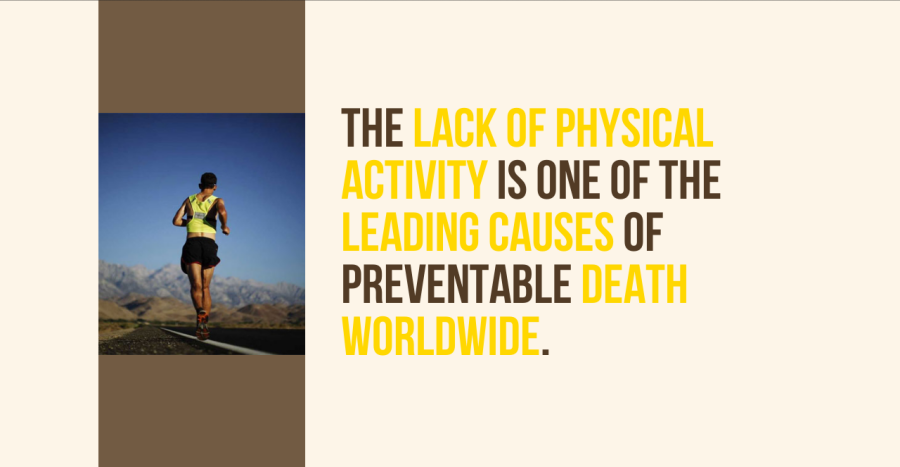 THE LACK OF PHYSICAL
ACTIVITY IS ONE OF THE
LEADING CAUSES OF
PREVENTABLE DEATH
WORLDWIDE.